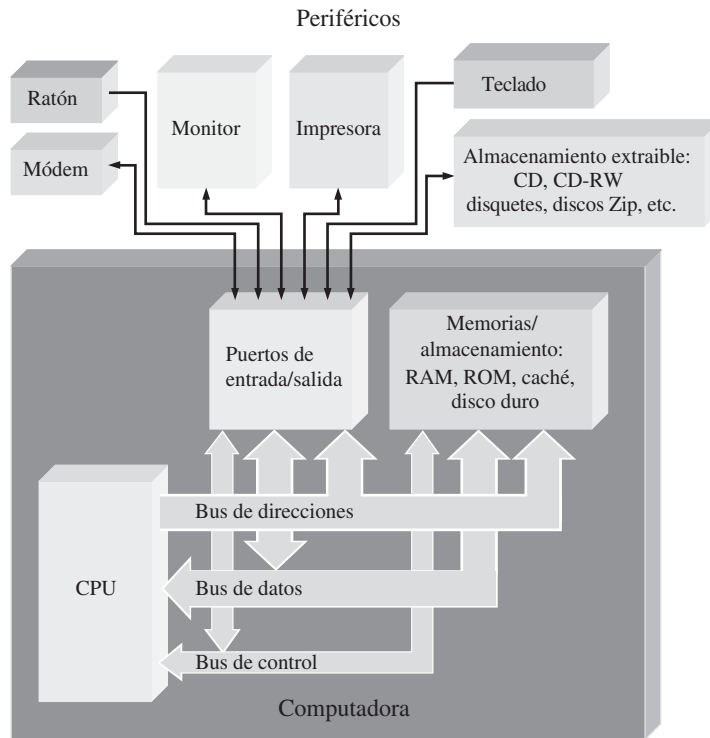 Periféricos
Ratón
Módem
Monitor
Impresora
Teclado
Almacenamiento extraible:
CD, CD-RW
disquetes, discos Zip, etc.
Puertos de
entrada/salida
Memorias/
almacenamiento:
RAM, ROM, caché,
disco duro
CPU
Bus de direcciones
Bus de datos
Bus de control
Computadora